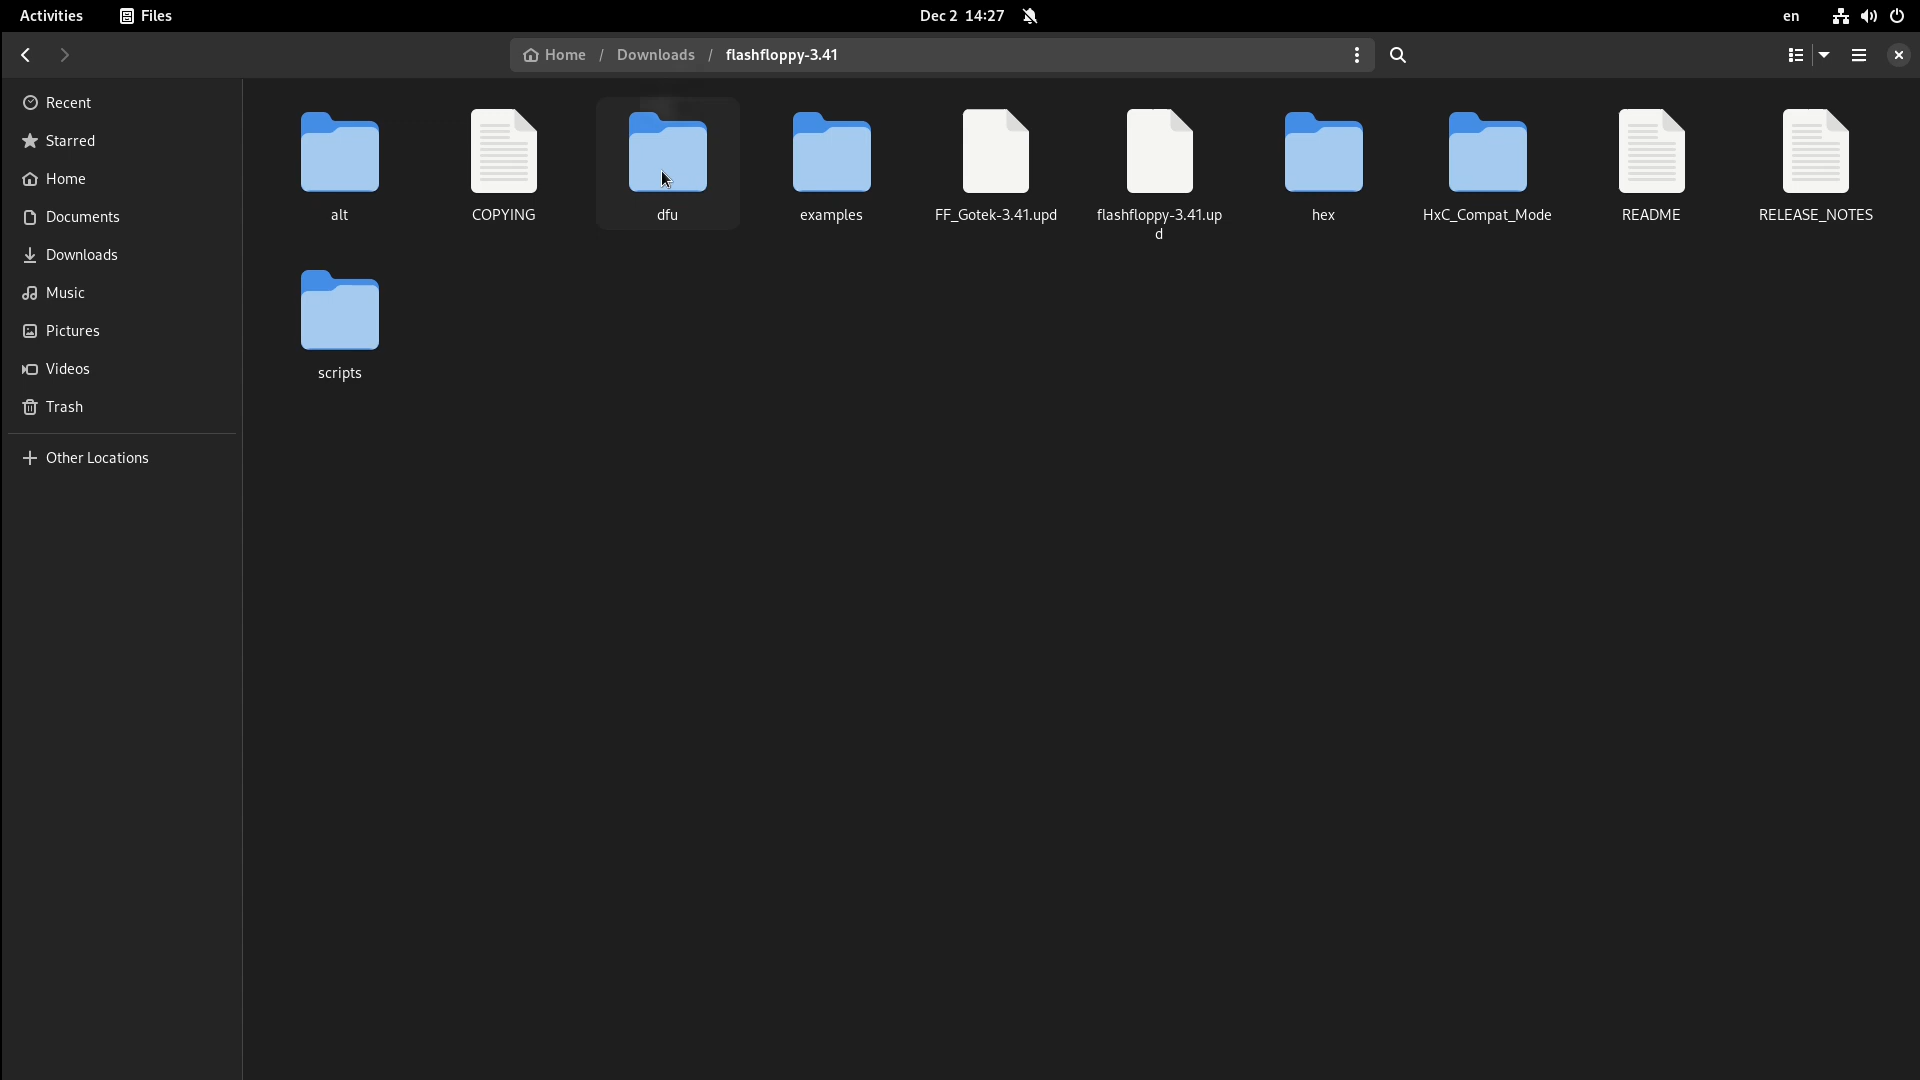 Activities
Files
Dec 2 14:27
en
Home / Downloads / flashfloppy-3.41
Recent
Starred
Home
Documents
Downloads
Music
Pictures
Videos
Trash
Other Locations
alt
COPYING
dfu
examples
FF_Gotek-3.41.upd
flashfloppy-3.41.up
d
hex
HxC_Compat_Mode
README
RELEASE_NOTES
scripts